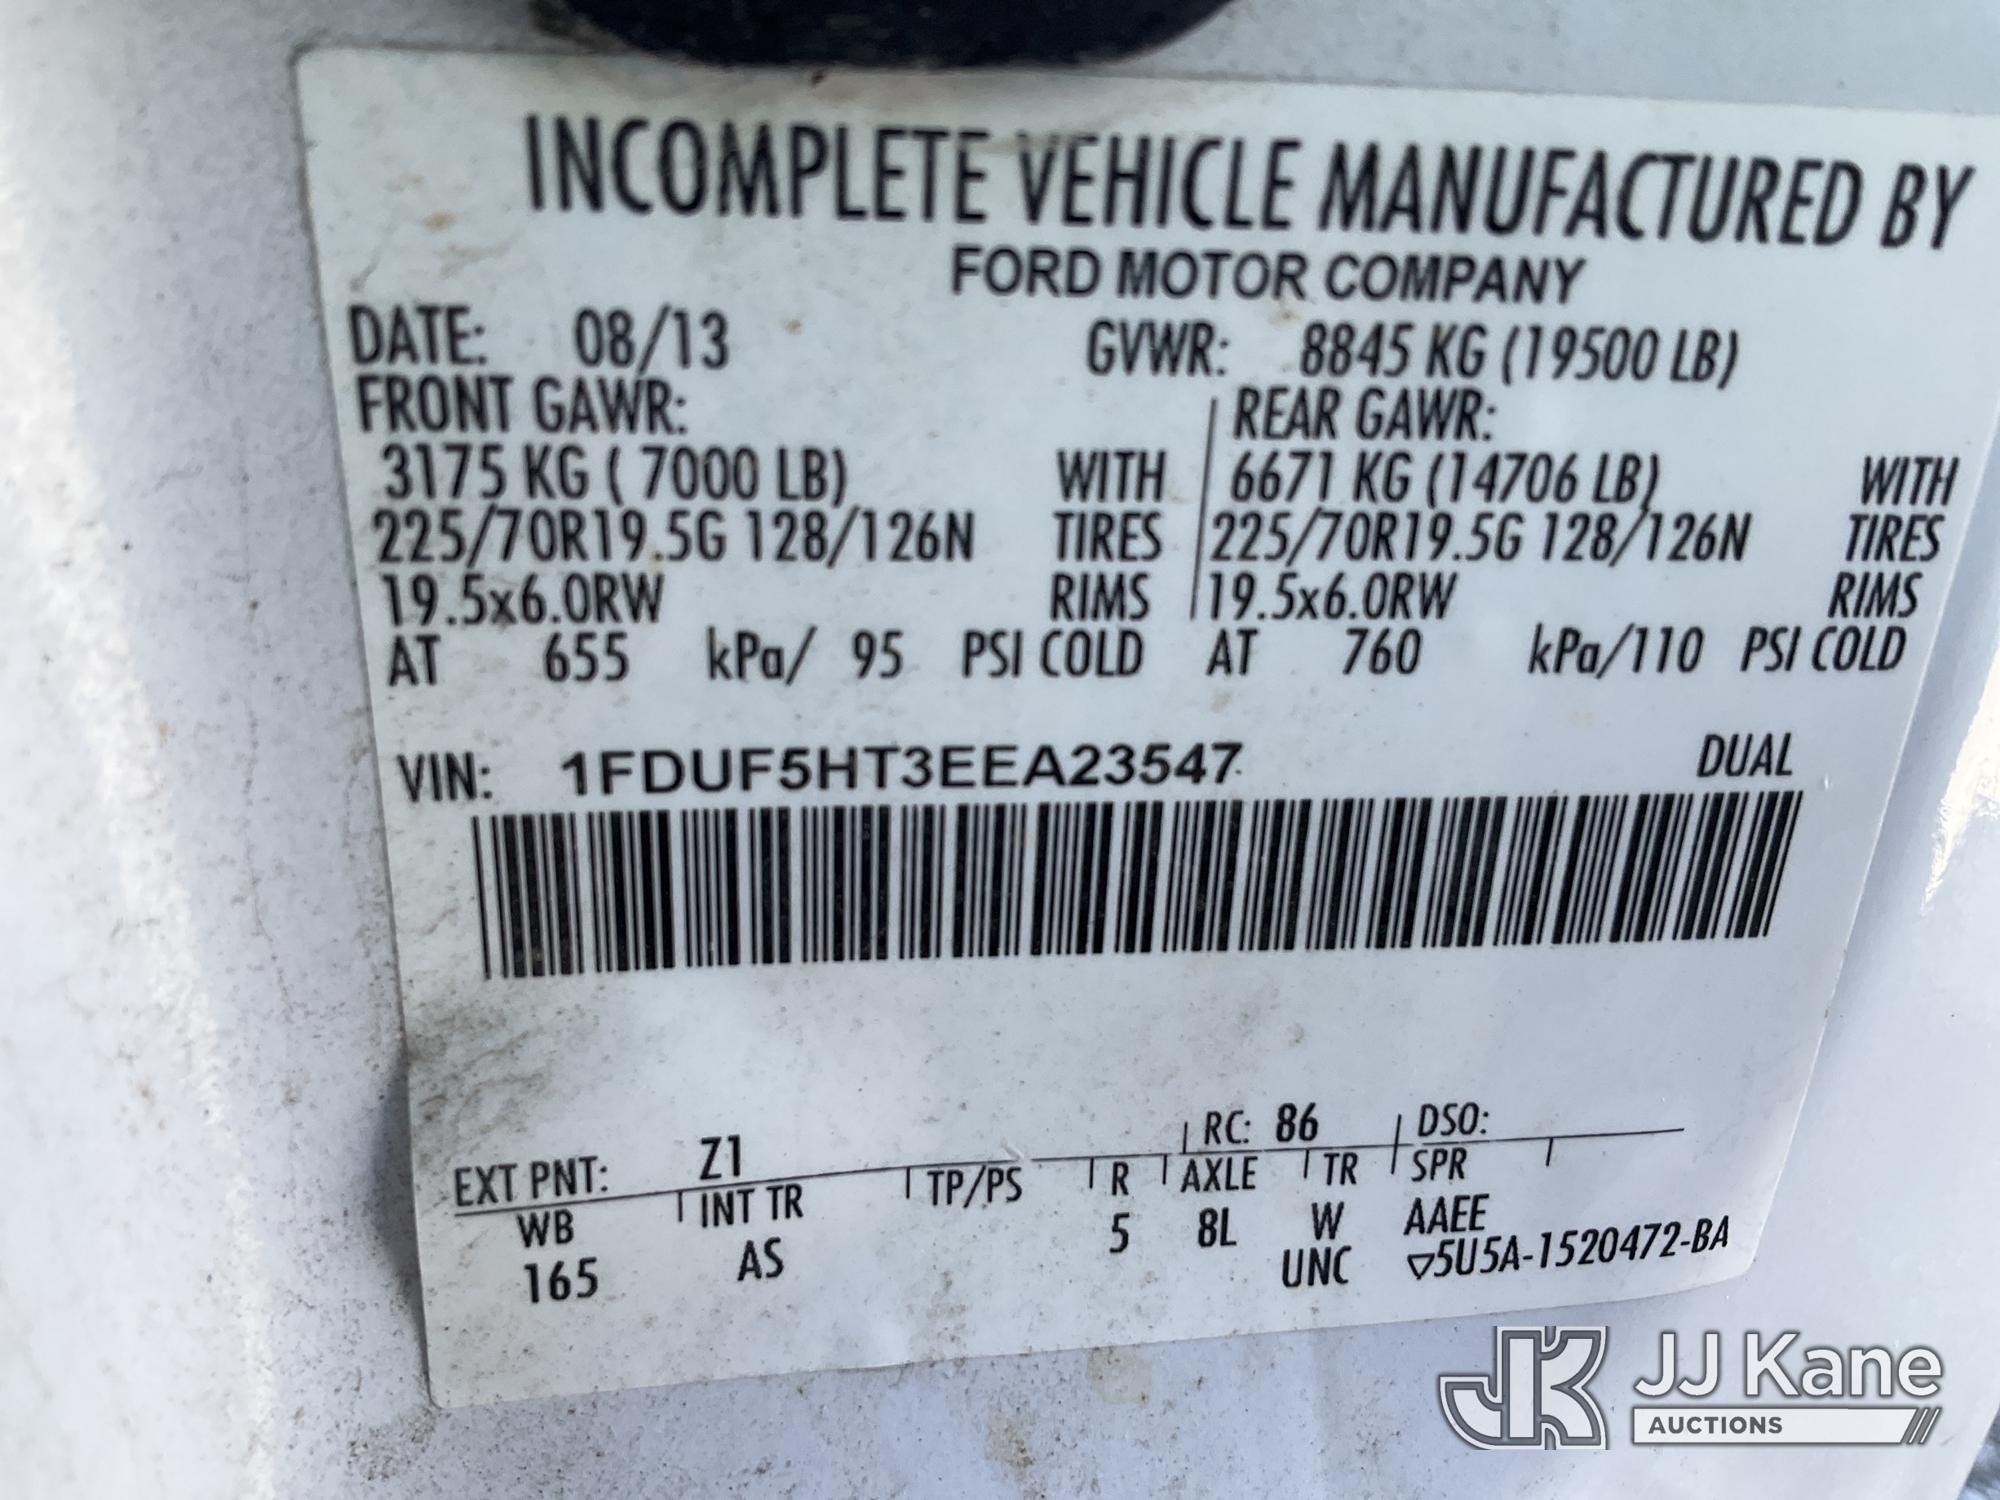 INCOMPLETE VEHICLE MANUFACTURED BY
FORD MOTOR COMPANY
DATE: 08/13 GVWR: 8845 KG (19500 LB)
FRONT GAWR: REAR GAWR:
3175 KG ( 7000 LB) WITH 6671 KG (14706 LB) WITH
225/70R19.5G 128/126N TIRES 225/70R19.5G 128/126N TIRES
19.5x6.0RW RIMS 19.5x6.0RW RIMS
AT 655 kPa/ 95 PSI COLD AT 760 kPa/110 PSI COLD
VIN: 1FDUF5HT3EEA23547 DUAL
EXT PNT: Z1 RC: 86 DSO:
WB INT TR TP/PS R AXLE TR SPR
165 AS 5 8L W AAEE
UNC ▽5U5A-1520472-BA
JK JJ Kane
AUCTIONS